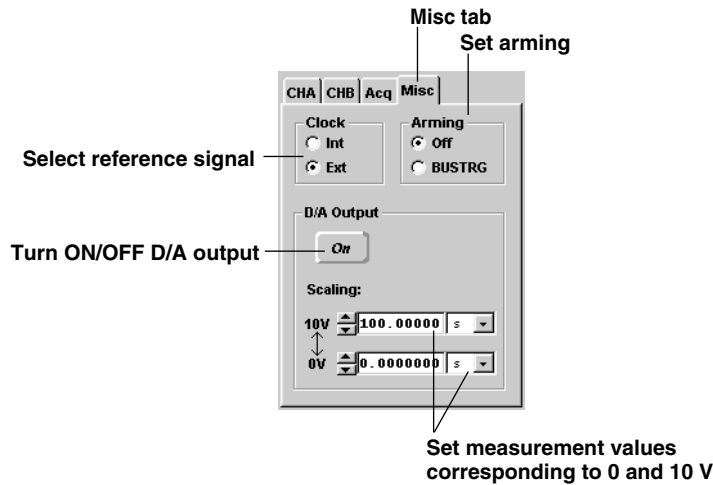 Misc tab
Set arming
CHA CHB Acq Misc
Clock
Arming
Int
Off
Select reference signal
Ext
BUSTRG
D/A Output
Turn ON/OFF D/A output
On
Scaling:
10V 100.00000 s
0V 0.0000000 s
Set measurement values
corresponding to 0 and 10 V